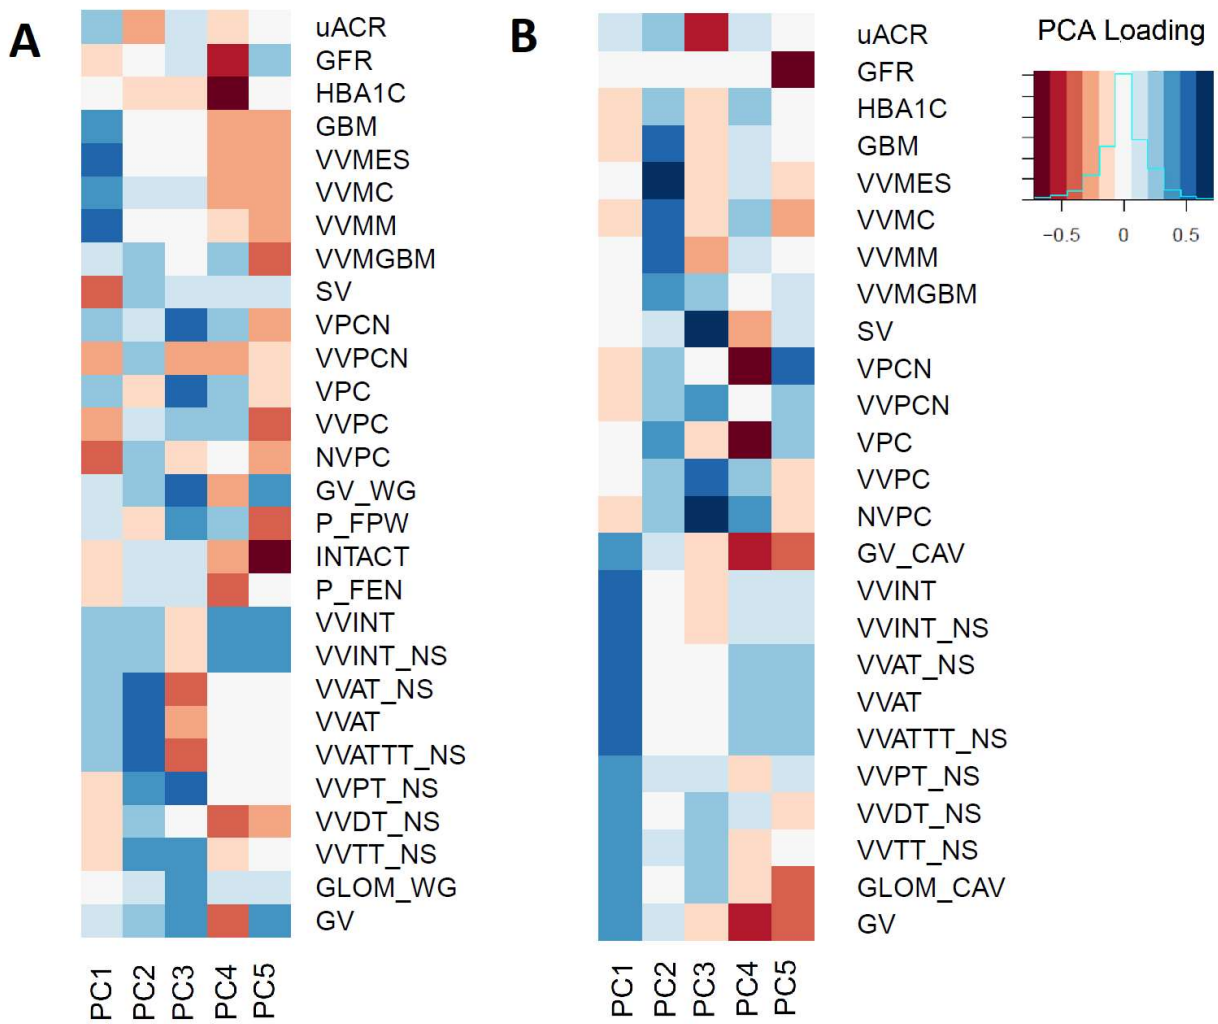 A
uACR
GFR
HBA1C
GBM
VVMES
VVMC
VVMM
VVMGBM
SV
VPCN
VVPCN
VPC
VVPC
NVPC
GV_WG
P_FPW
INTACT
P_FEN
VVINT
VVINT_NS
VVAT_NS
VVAT
VVATTT_NS
VVPT_NS
VVDT_NS
VVTT_NS
GLOM_WG
GV
PC1 PC2 PC3 PC4 PC5
B
uACR
GFR
HBA1C
GBM
VVMES
VVMC
VVMM
VVMGBM
SV
VPCN
VVPCN
VPC
VVPC
NVPC
GV_CAV
VVINT
VVINT_NS
VVAT_NS
VVAT
VVATTT_NS
VVPT_NS
VVDT_NS
VVTT_NS
GLOM_CAV
GV
PC1 PC2 PC3 PC4 PC5
PCA Loading
−0.5 0 0.5